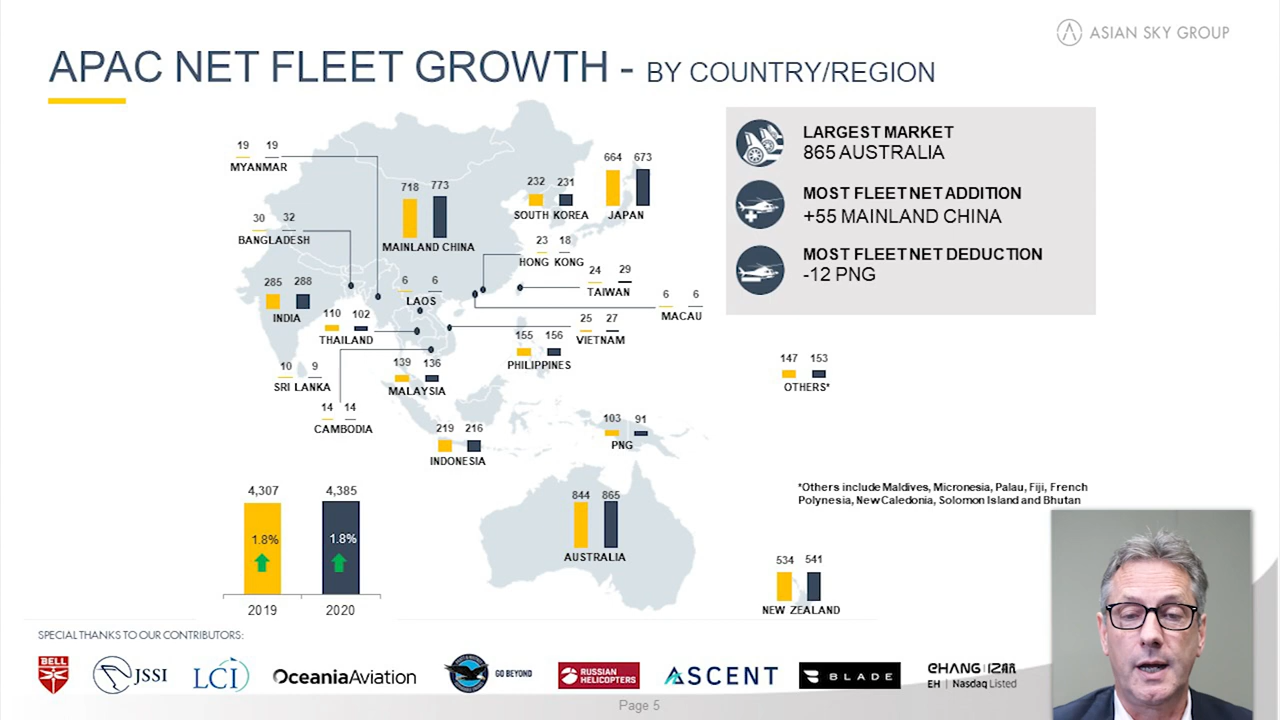 ASIAN SKY GROUP
APAC NET FLEET GROWTH - BY COUNTRY/REGION
LARGEST MARKET
865 AUSTRALIA
MOST FLEET NET ADDITION
+55 MAINLAND CHINA
MOST FLEET NET DEDUCTION
-12 PNG
19 19
MYANMAR
30 32
BANGLADESH
718 773
MAINLAND CHINA
232 231
SOUTH KOREA
664 673
JAPAN
23 18
HONG KONG
24 29
TAIWAN
6 6
MACAU
285 288
INDIA
6 6
LAOS
110 102
THAILAND
25 27
VIETNAM
155 156
PHILIPPINES
10 9
SRI LANKA
139 136
MALAYSIA
147 153
OTHERS*
14 14
CAMBODIA
219 216
INDONESIA
103 91
PNG
844 865
AUSTRALIA
534 541
NEW ZEALAND
*Others include Maldives, Micronesia, Palau, Fiji, French
Polynesia, New Caledonia, Solomon Island and Bhutan
4,307 4,385
1.8% 1.8%
2019 2020
SPECIAL THANKS TO OUR CONTRIBUTORS:
BELL
JSSI
LCI
OceaniaAviation
GO BEYOND
RUSSIAN
HELICOPTERS
ASCENT
BLADE
EHANG 亿航
EH | Nasdaq Listed
Page 5